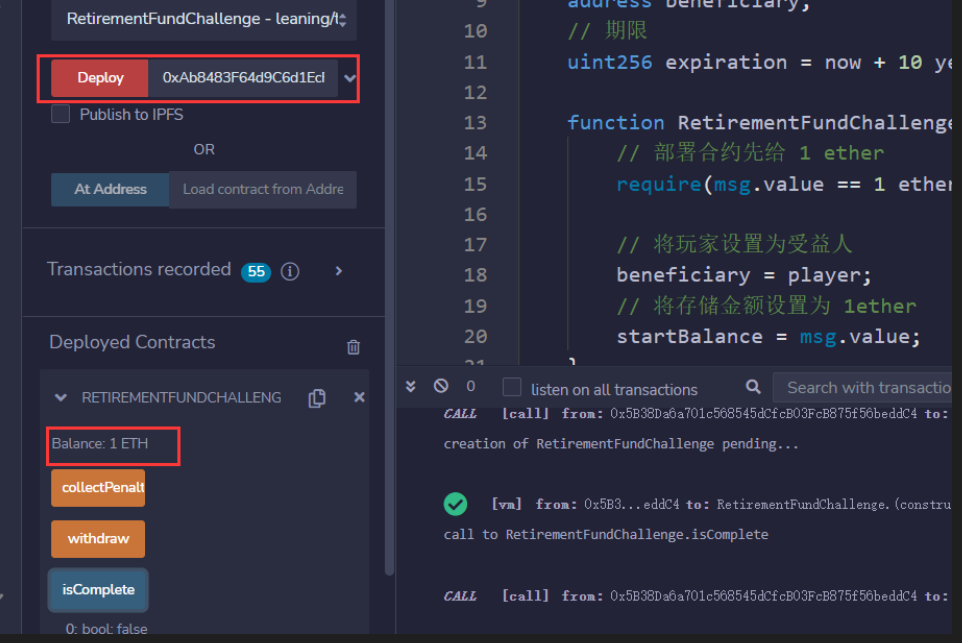 RetirementFundChallenge - leaning/l
Deploy
0xAb8483F64d9C6d1Ecl
Publish to IPFS
OR
At Address
Load contract from Addre
Transactions recorded 55
Deployed Contracts
RETIREMENTFUNDCHALLENG
Balance: 1 ETH
collectPenalt
withdraw
isComplete
0: bool: false
9 address beneficiary;
10 // 期限
11 uint256 expiration = now + 10 ye
12
13 function RetirementFundChallenge
14 // 部署合约先给 1 ether
15 require(msg.value == 1 ether
16
17 // 将玩家设置为受益人
18 beneficiary = player;
19 // 将存储金额设置为 1ether
20 startBalance = msg.value;
21 }
0
listen on all transactions
Search with transactio
CALL [call] from: 0x5B38Da6a701c568545dCfcB03FcB875f56beddC4 to:
creation of RetirementFundChallenge pending...
[vm] from: 0x5B3...eddC4 to: RetirementFundChallenge.(constru
call to RetirementFundChallenge.isComplete
CALL [call] from: 0x5B38Da6a701c568545dCfcB03FcB875f56beddC4 to: